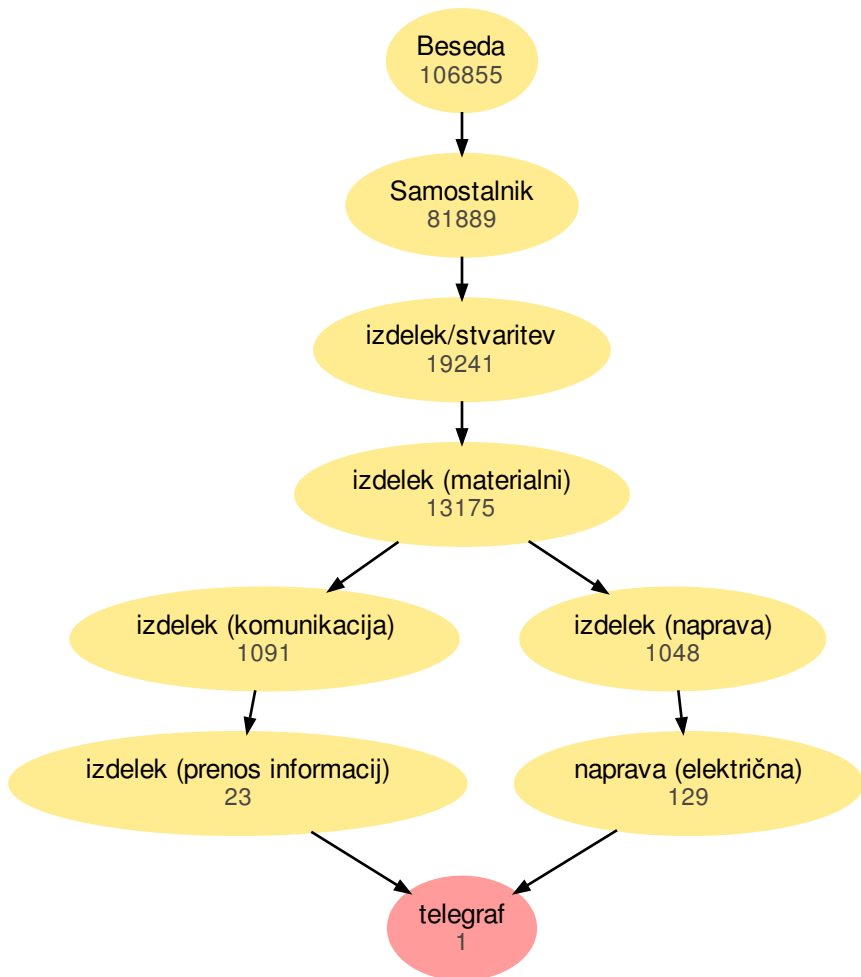 Beseda
106855
Samostalnik
81889
izdelek/stvaritev
19241
izdelek (materialni)
13175
izdelek (komunikacija)
1091
izdelek (naprava)
1048
izdelek (prenos informacij)
23
naprava (električna)
129
telegraf
1